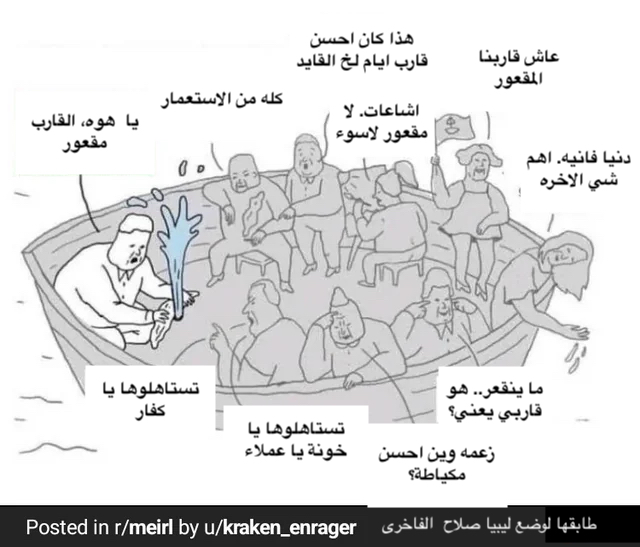 هذا كان احسن
قارب ايام لخ القايد
عاش قاربنا
المقعور
كله من الاستعمار
اشاعات. لا
مقعور لاسوء
يا هوه، القارب
مقعور
دنيا فانيه. اهم
شي الاخره
تستاهلوها يا
كفار
ما ينقعر.. هو
قاربي يعني؟
تستاهلوها يا
خونة يا عملاء
زعمه وين احسن
مكياطة؟
طابقها لوضع ليبيا صلاح الفاخرى
Posted in r/meirl by u/kraken_enrager